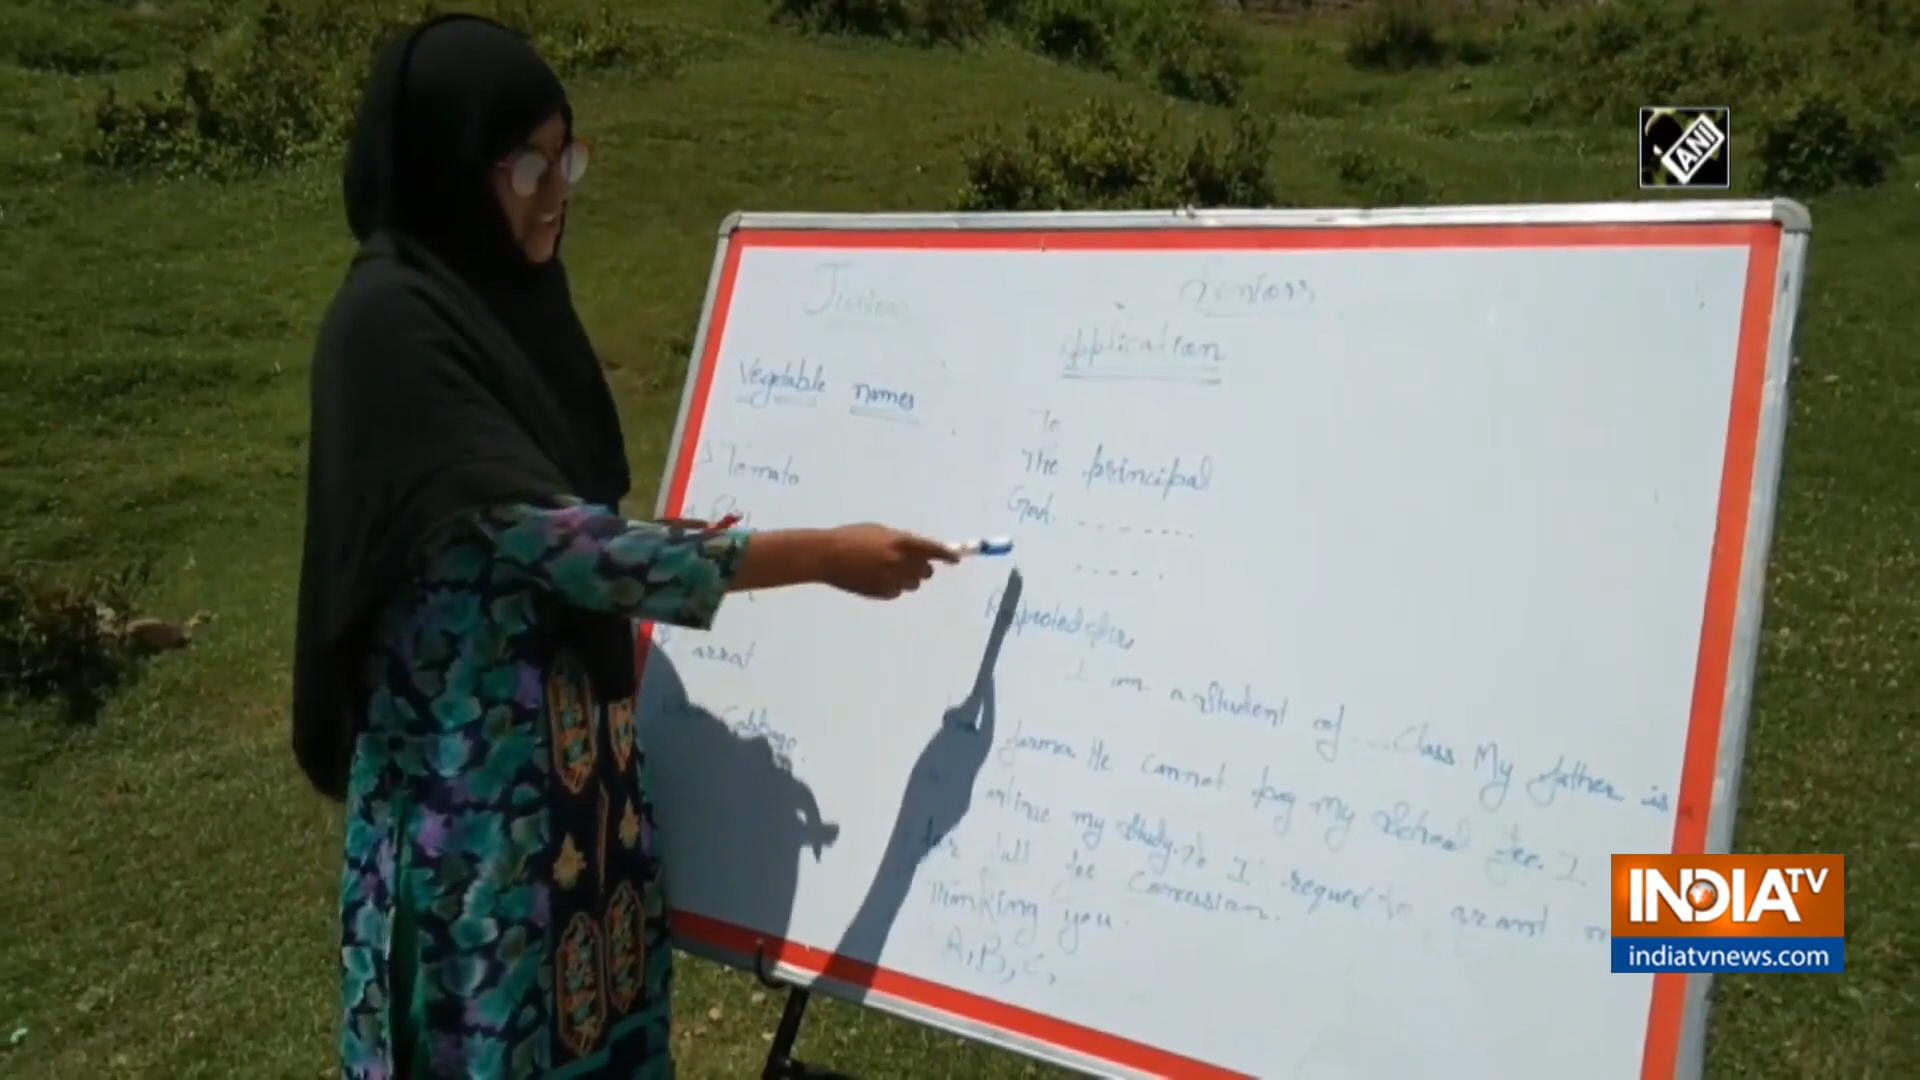 ANI
Juniors
Seniors
Vegetable names
Application
Tomato
To
The principal
Govt. - - - - - - -
- - - - -
Respected Sir,
Carrat
Cabbage
I am a student of ... Class. My father is
farmer He cannot pay my School fee. I
my study. So I request to grant
full fee Concession.
Thinking you.
A, B, C,
INDIA TV
indiatvnews.com